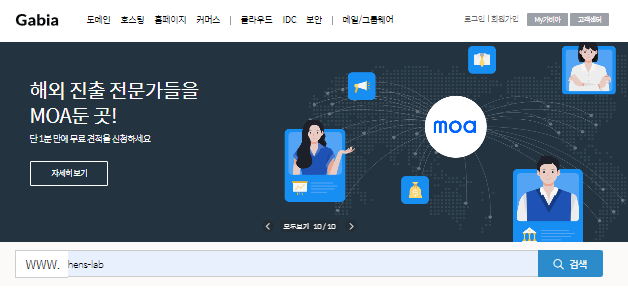 Gabia 도메인 호스팅 홈페이지 커머스 | 클라우드 IDC 보안 | 메일/그룹웨어 로그인 | 회원가입 My가비아 고객센터
해외 진출 전문가들을
MOA둔 곳!
단 1분 만에 무료 견적을 신청하세요
자세히 보기
moa
모두보기 10 / 10
WWW. hens-lab 검색